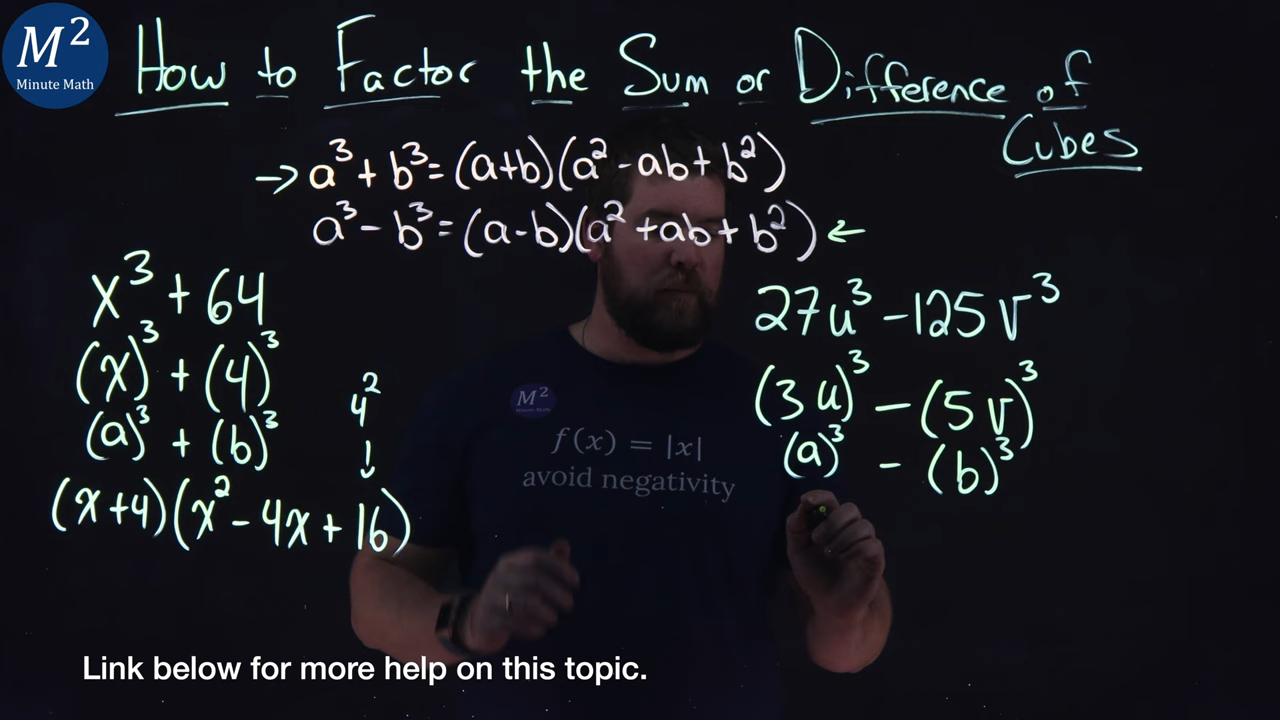 M²
Minute Math
How to Factor the Sum or Difference of
Cubes
→ a³ + b³ = (a+b)(a² - ab + b²)
a³ - b³ = (a-b)(a² + ab + b²) ←
x³ + 64
(x)³ + (4)³
(a)³ + (b)³
4²
↓
(x+4)(x² - 4x + 16)
27u³ - 125v³
(3u)³ - (5v)³
(a)³ - (b)³
M²
Minute Math
f(x) = |x|
avoid negativity
Link below for more help on this topic.